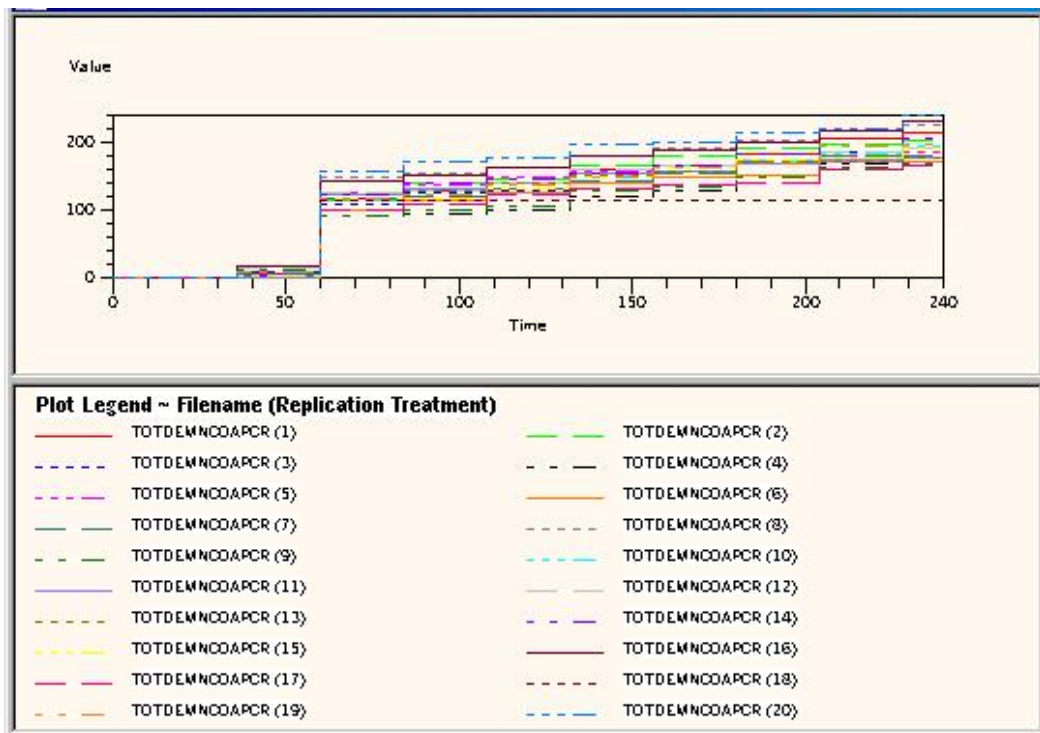 Value
200
100
0
0 50 100 150 200 240
Time
Plot Legend ~ Filename (Replication Treatment)
TOTDEMNCOAPCR (1) TOTDEMNCOAPCR (2)
TOTDEMNCOAPCR (3) TOTDEMNCOAPCR (4)
TOTDEMNCOAPCR (5) TOTDEMNCOAPCR (6)
TOTDEMNCOAPCR (7) TOTDEMNCOAPCR (8)
TOTDEMNCOAPCR (9) TOTDEMNCOAPCR (10)
TOTDEMNCOAPCR (11) TOTDEMNCOAPCR (12)
TOTDEMNCOAPCR (13) TOTDEMNCOAPCR (14)
TOTDEMNCOAPCR (15) TOTDEMNCOAPCR (16)
TOTDEMNCOAPCR (17) TOTDEMNCOAPCR (18)
TOTDEMNCOAPCR (19) TOTDEMNCOAPCR (20)